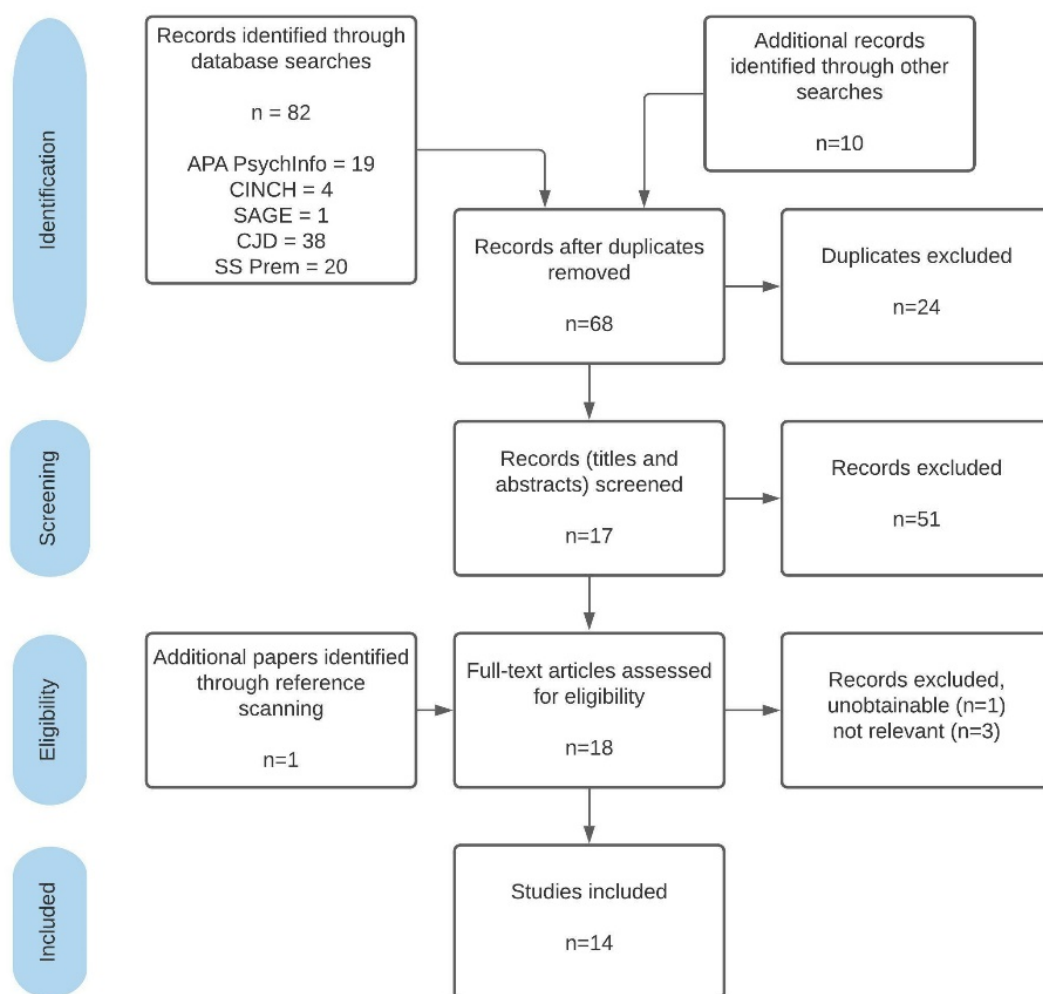 Identification
Records identified through
database searches
n = 82
APA PsychInfo = 19
CINCH = 4
SAGE = 1
CJD = 38
SS Prem = 20
Additional records
identified through other
searches
n=10
Records after duplicates
removed
n=68
Duplicates excluded
n=24
Screening
Records (titles and
abstracts) screened
n=17
Records excluded
n=51
Eligibility
Additional papers identified
through reference
scanning
n=1
Full-text articles assessed
for eligibility
n=18
Records excluded,
unobtainable (n=1)
not relevant (n=3)
Included
Studies included
n=14